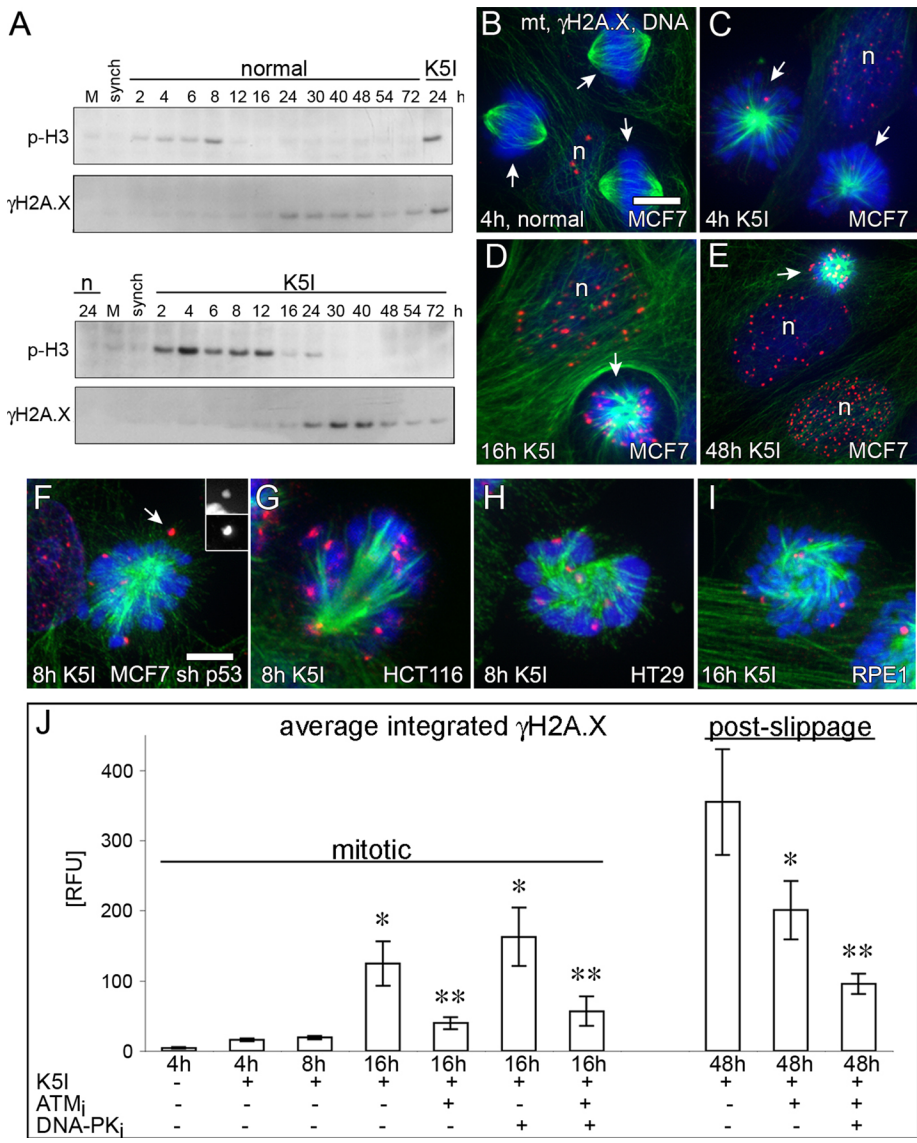 A
normal K5I
M synch 2 4 6 8 12 16 24 30 40 48 54 72 24 h
p-H3
γH2A.X
n K5I
24 M synch 2 4 6 8 12 16 24 30 40 48 54 72 h
p-H3
γH2A.X
B mt, γH2A.X, DNA
n
4h, normal MCF7
C
n
4h K5I MCF7
D
n
16h K5I MCF7
E
n
n
48h K5I MCF7
F
8h K5I MCF7 sh p53
G
8h K5I HCT116
H
8h K5I HT29
I
16h K5I RPE1
J average integrated γH2A.X post-slippage
mitotic
[RFU]
400
300
200
100
0
* ** * ** * **
4h 4h 8h 16h 16h 16h 16h 48h 48h 48h
K5I - + + + + + + + + +
ATMi - - - - + - + - + +
DNA-PKi - - - - - + + - - +